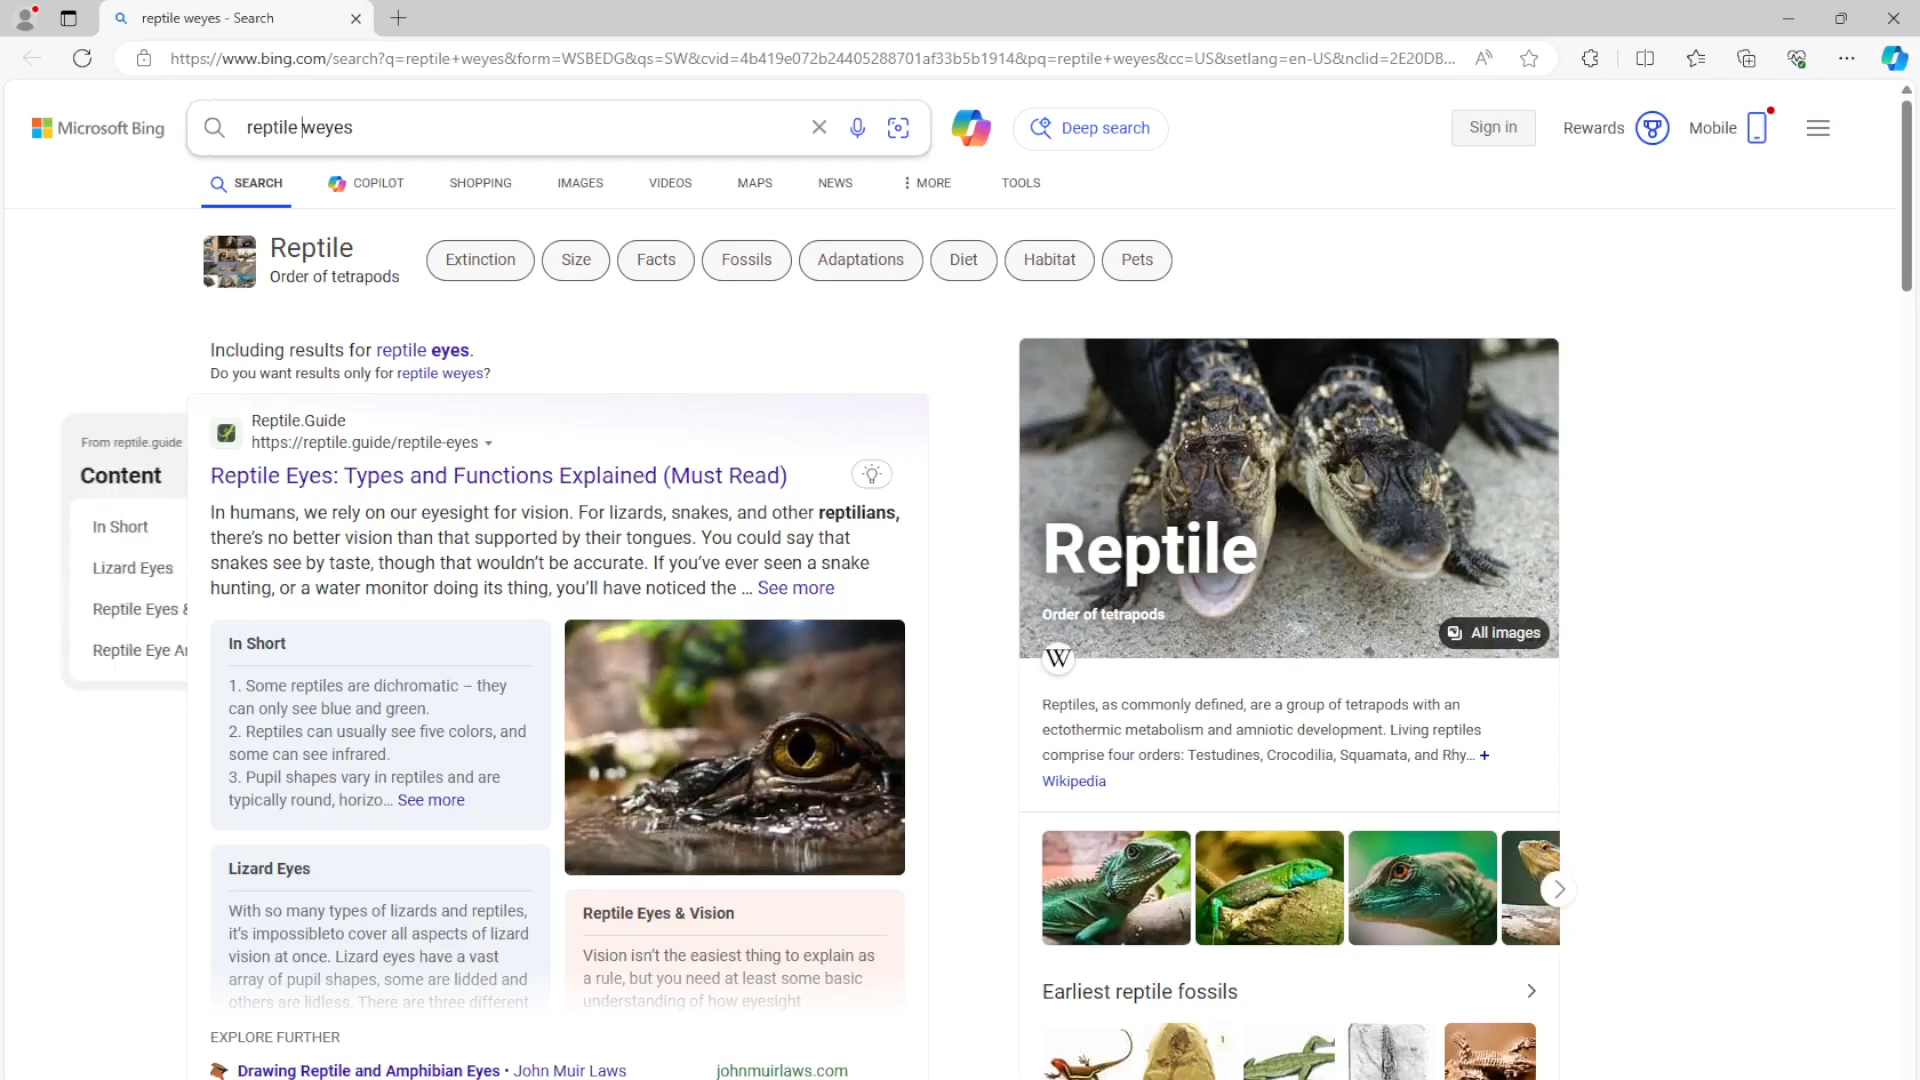 reptile weyes - Search
https://www.bing.com/search?q=reptile+weyes&form=WSBEDG&qs=SW&cvid=4b419e072b24405288701af33b5b1914&pq=reptile+weyes&cc=US&setlang=en-US&nclid=2E20DB...
Microsoft Bing
reptile weyes
Deep search
Sign in
Rewards
Mobile
SEARCH
COPILOT
SHOPPING
IMAGES
VIDEOS
MAPS
NEWS
MORE
TOOLS
Reptile
Order of tetrapods
Extinction
Size
Facts
Fossils
Adaptations
Diet
Habitat
Pets
Including results for reptile eyes.
Do you want results only for reptile weyes?
From reptile.guide
Content
In Short
Lizard Eyes
Reptile Eyes &
Reptile Eye
Reptile.Guide
https://reptile.guide/reptile-eyes
Reptile Eyes: Types and Functions Explained (Must Read)
In humans, we rely on our eyesight for vision. For lizards, snakes, and other reptilians,
there's no better vision than that supported by their tongues. You could say that
snakes see by taste, though that wouldn't be accurate. If you've ever seen a snake
hunting, or a water monitor doing its thing, you'll have noticed the ... See more
In Short
1. Some reptiles are dichromatic – they
can only see blue and green.
2. Reptiles can usually see five colors, and
some can see infrared.
3. Pupil shapes vary in reptiles and are
typically round, horizo... See more
Lizard Eyes
With so many types of lizards and reptiles,
it's impossibleto cover all aspects of lizard
vision at once. Lizard eyes have a vast
array of pupil shapes, some are lidded and
others are lidless. There are three different
Reptile Eyes & Vision
Vision isn't the easiest thing to explain as
a rule, but you need at least some basic
understanding of how eyesight
EXPLORE FURTHER
Drawing Reptile and Amphibian Eyes · John Muir Laws
johnmuirlaws.com
Reptile
Order of tetrapods
All images
W
Reptiles, as commonly defined, are a group of tetrapods with an
ectothermic metabolism and amniotic development. Living reptiles
comprise four orders: Testudines, Crocodilia, Squamata, and Rhy... +
Wikipedia
Earliest reptile fossils